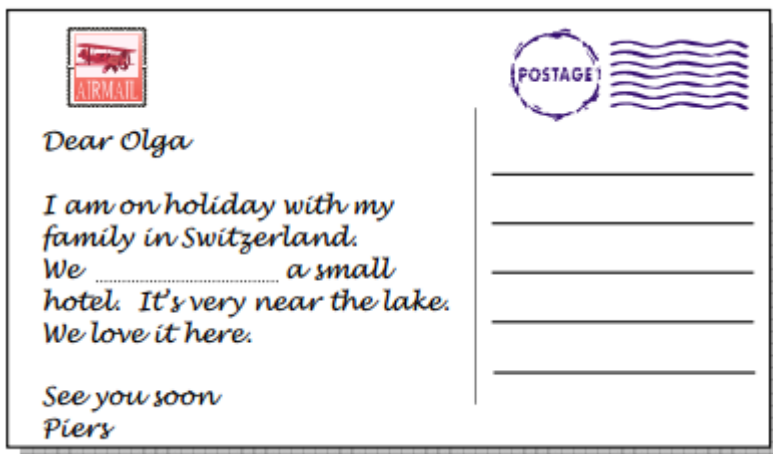 AIRMAIL
POSTAGE
Dear Olga
I am on holiday with my
family in Switzerland.
We .......................... a small
hotel. It's very near the lake.
We love it here.
See you soon
Piers